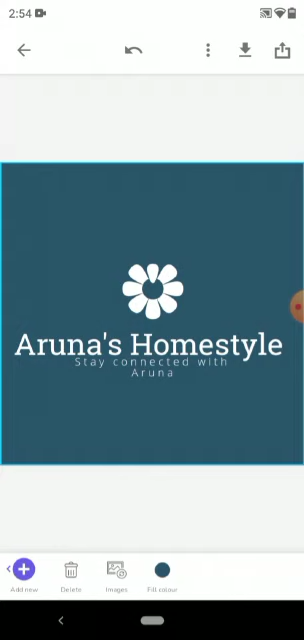 2:54
Aruna's Homestyle
Stay connected with
Aruna
Add new
Delete
Images
Fill colour